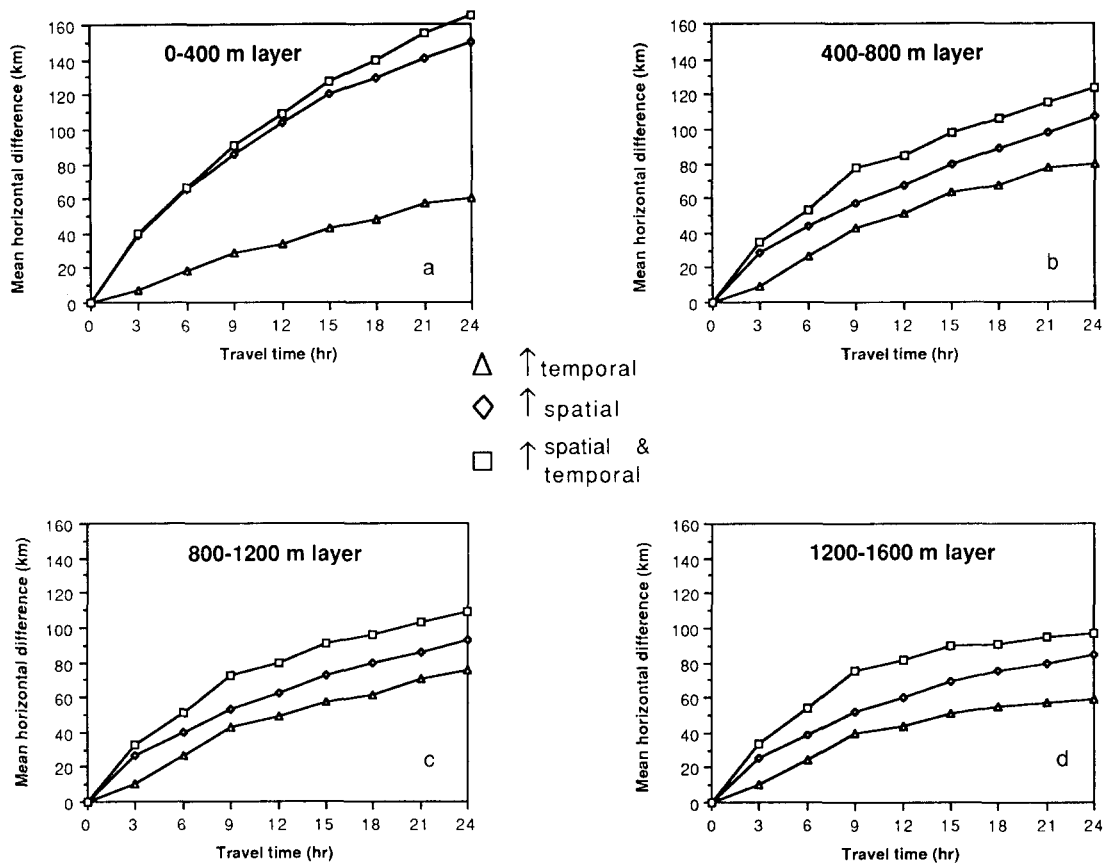 0-400 m layer
Mean horizontal difference (km)
160
140
120
100
80
60
40
20
0
0 3 6 9 12 15 18 21 24
Travel time (hr)
a
400-800 m layer
Mean horizontal difference (km)
160
140
120
100
80
60
40
20
0
0 3 6 9 12 15 18 21 24
Travel time (hr)
b
↑ temporal
↑ spatial
↑ spatial &
temporal
800-1200 m layer
Mean horizontal difference (km)
160
140
120
100
80
60
40
20
0
0 3 6 9 12 15 18 21 24
Travel time (hr)
c
1200-1600 m layer
Mean horizontal difference (km)
160
140
120
100
80
60
40
20
0
0 3 6 9 12 15 18 21 24
Travel time (hr)
d